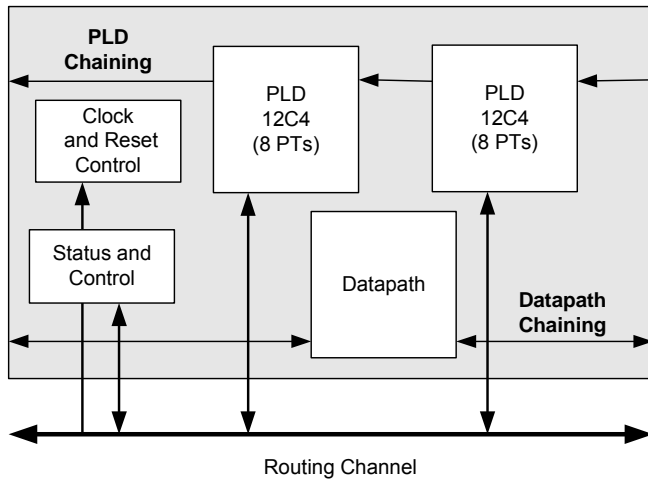 PLD
Chaining
PLD
12C4
(8 PTs)
PLD
12C4
(8 PTs)
Clock
and Reset
Control
Status and
Control
Datapath
Datapath
Chaining
Routing Channel